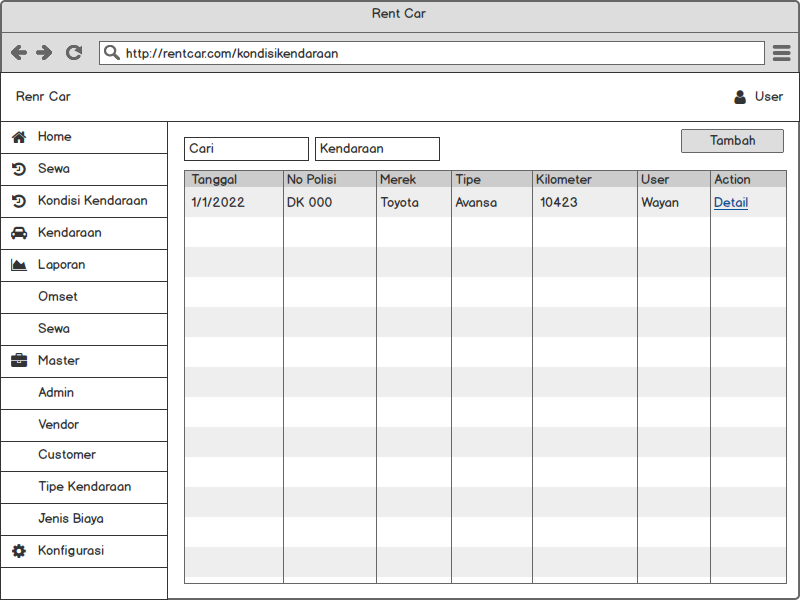 Rent Car
http://rentcar.com/kondisikendaraan
Renr Car
User
Home
Sewa
Kondisi Kendaraan
Kendaraan
Laporan
Omset
Sewa
Master
Admin
Vendor
Customer
Tipe Kendaraan
Jenis Biaya
Konfigurasi
Cari
Kendaraan
Tambah
Tanggal No Polisi Merek Tipe Kilometer User Action
1/1/2022 DK 000 Toyota Avansa 10423 Wayan Detail